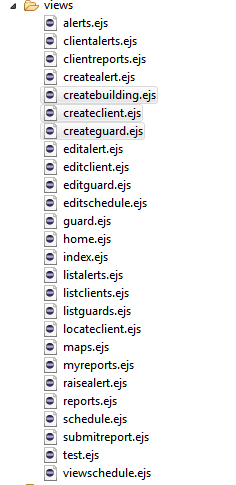 views
alerts.ejs
clientalerts.ejs
clientreports.ejs
createalert.ejs
createbuilding.ejs
createclient.ejs
createguard.ejs
editalert.ejs
editclient.ejs
editguard.ejs
editschedule.ejs
guard.ejs
home.ejs
index.ejs
listalerts.ejs
listclients.ejs
listguards.ejs
locateclient.ejs
maps.ejs
myreports.ejs
raisealert.ejs
reports.ejs
schedule.ejs
submitreport.ejs
test.ejs
viewschedule.ejs